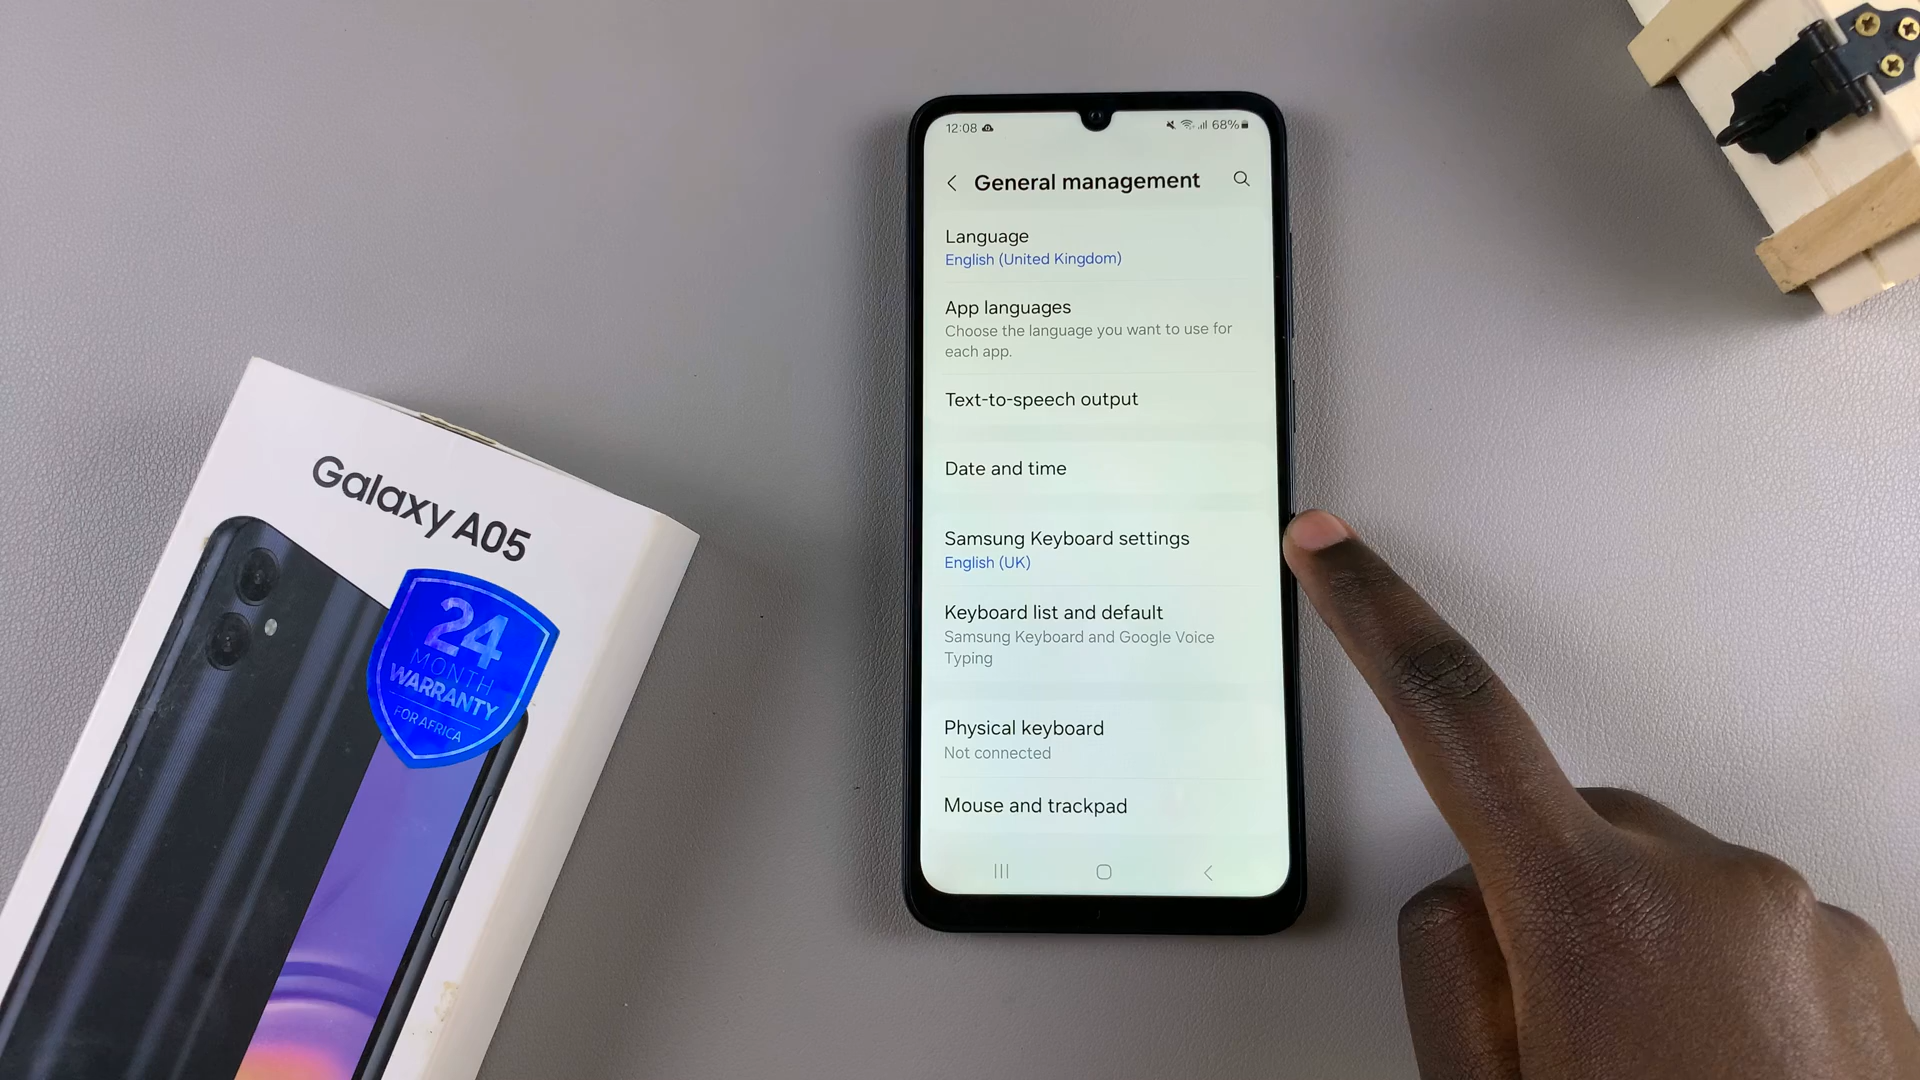 12:08
68%
General management
Language
English (United Kingdom)
App languages
Choose the language you want to use for
each app.
Text-to-speech output
Date and time
Samsung Keyboard settings
English (UK)
Keyboard list and default
Samsung Keyboard and Google Voice
Typing
Physical keyboard
Not connected
Mouse and trackpad
Galaxy A05
24
MONTH
WARRANTY
FOR AFRICA